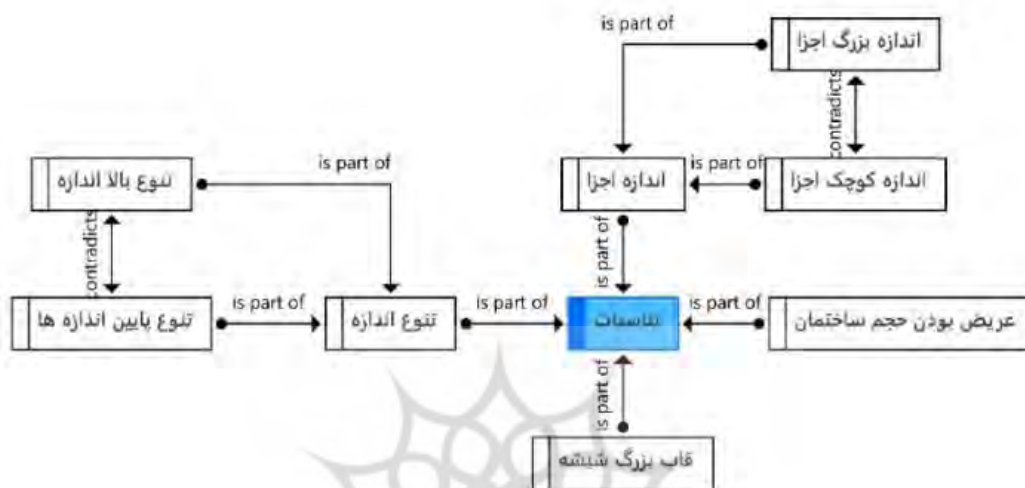 is part of
اندازه بزرگ اجزا
contradicts
is part of
تنوع بالا اندازه
اندازه اجزا
is part of
اندازه کوچک اجزا
contradicts
is part of
تنوع پایین اندازه ها
is part of
تنوع اندازه
is part of
تناسبات
is part of
عریض بودن حجم ساختمان
is part of
قاب بزرگ شیشه